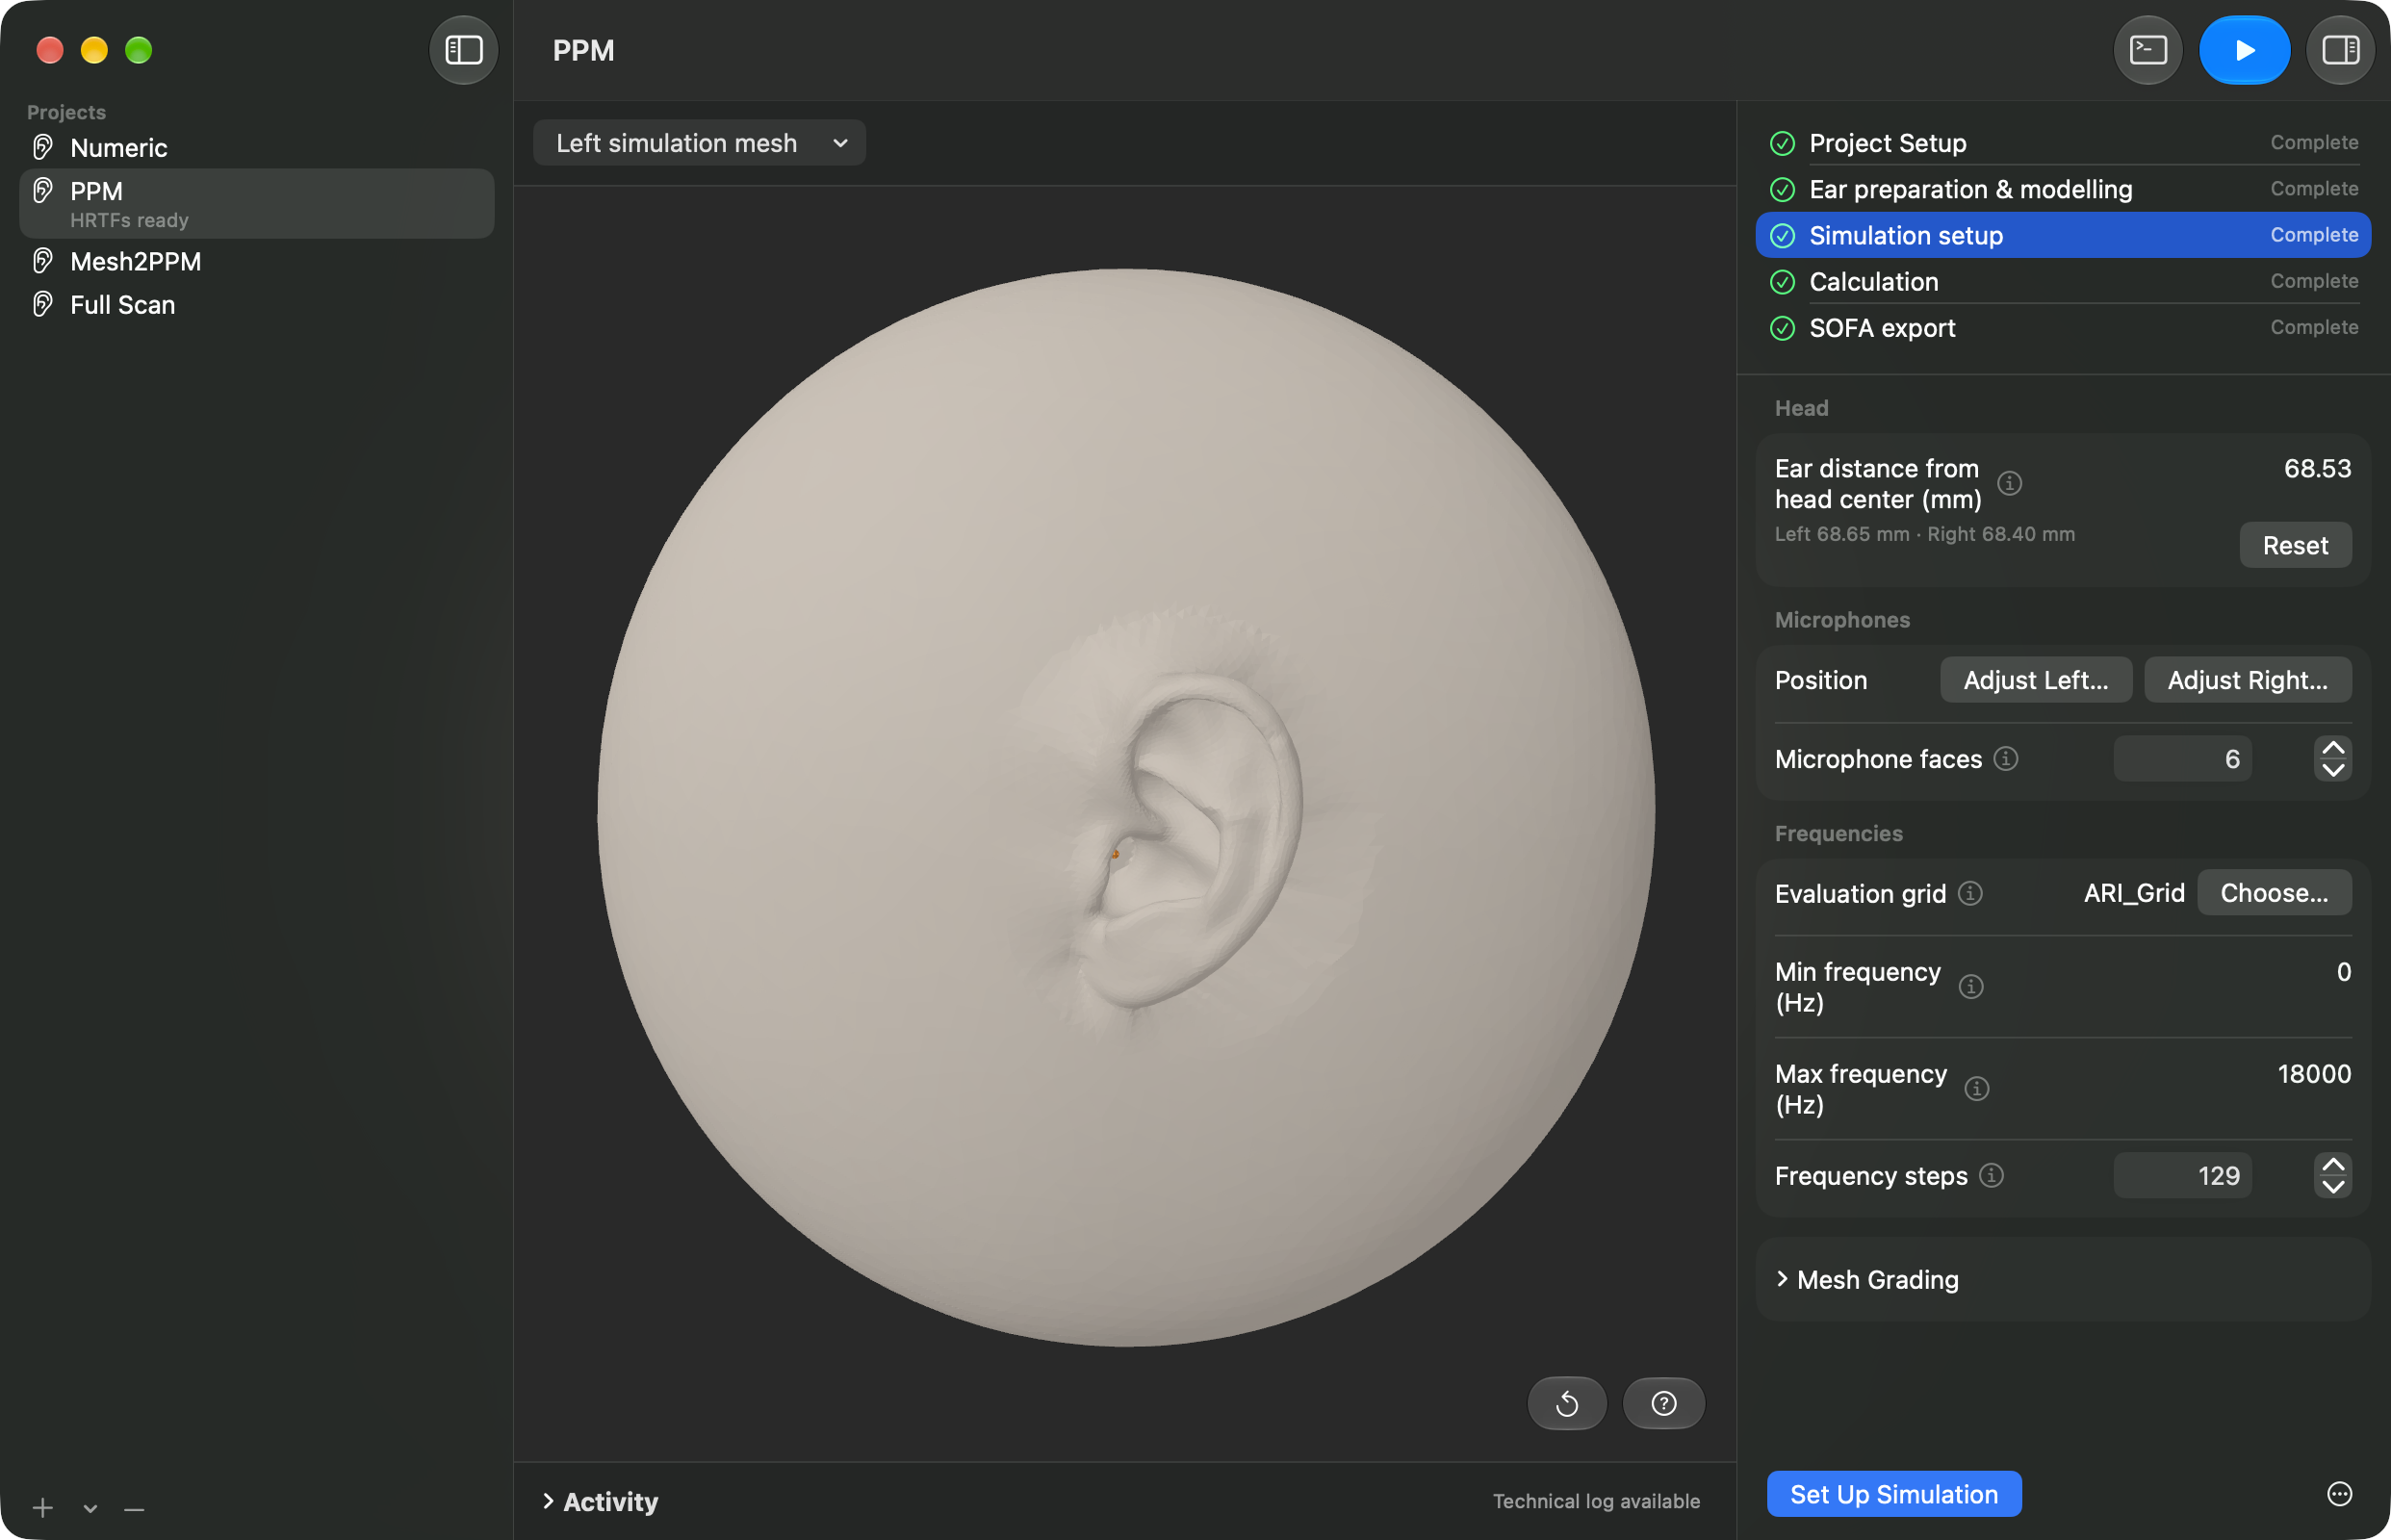 PPM
Projects
Numeric
PPM
HRTFs ready
Mesh2PPM
Full Scan
Left simulation mesh
Project Setup Complete
Ear preparation & modelling Complete
Simulation setup Complete
Calculation Complete
SOFA export Complete
Head
Ear distance from
head center (mm)
68.53
Left 68.65 mm · Right 68.40 mm
Reset
Microphones
Position Adjust Left... Adjust Right...
Microphone faces 6
Frequencies
Evaluation grid ARI_Grid Choose...
Min frequency
(Hz)
0
Max frequency
(Hz)
18000
Frequency steps 129
Mesh Grading
Set Up Simulation
Activity
Technical log available